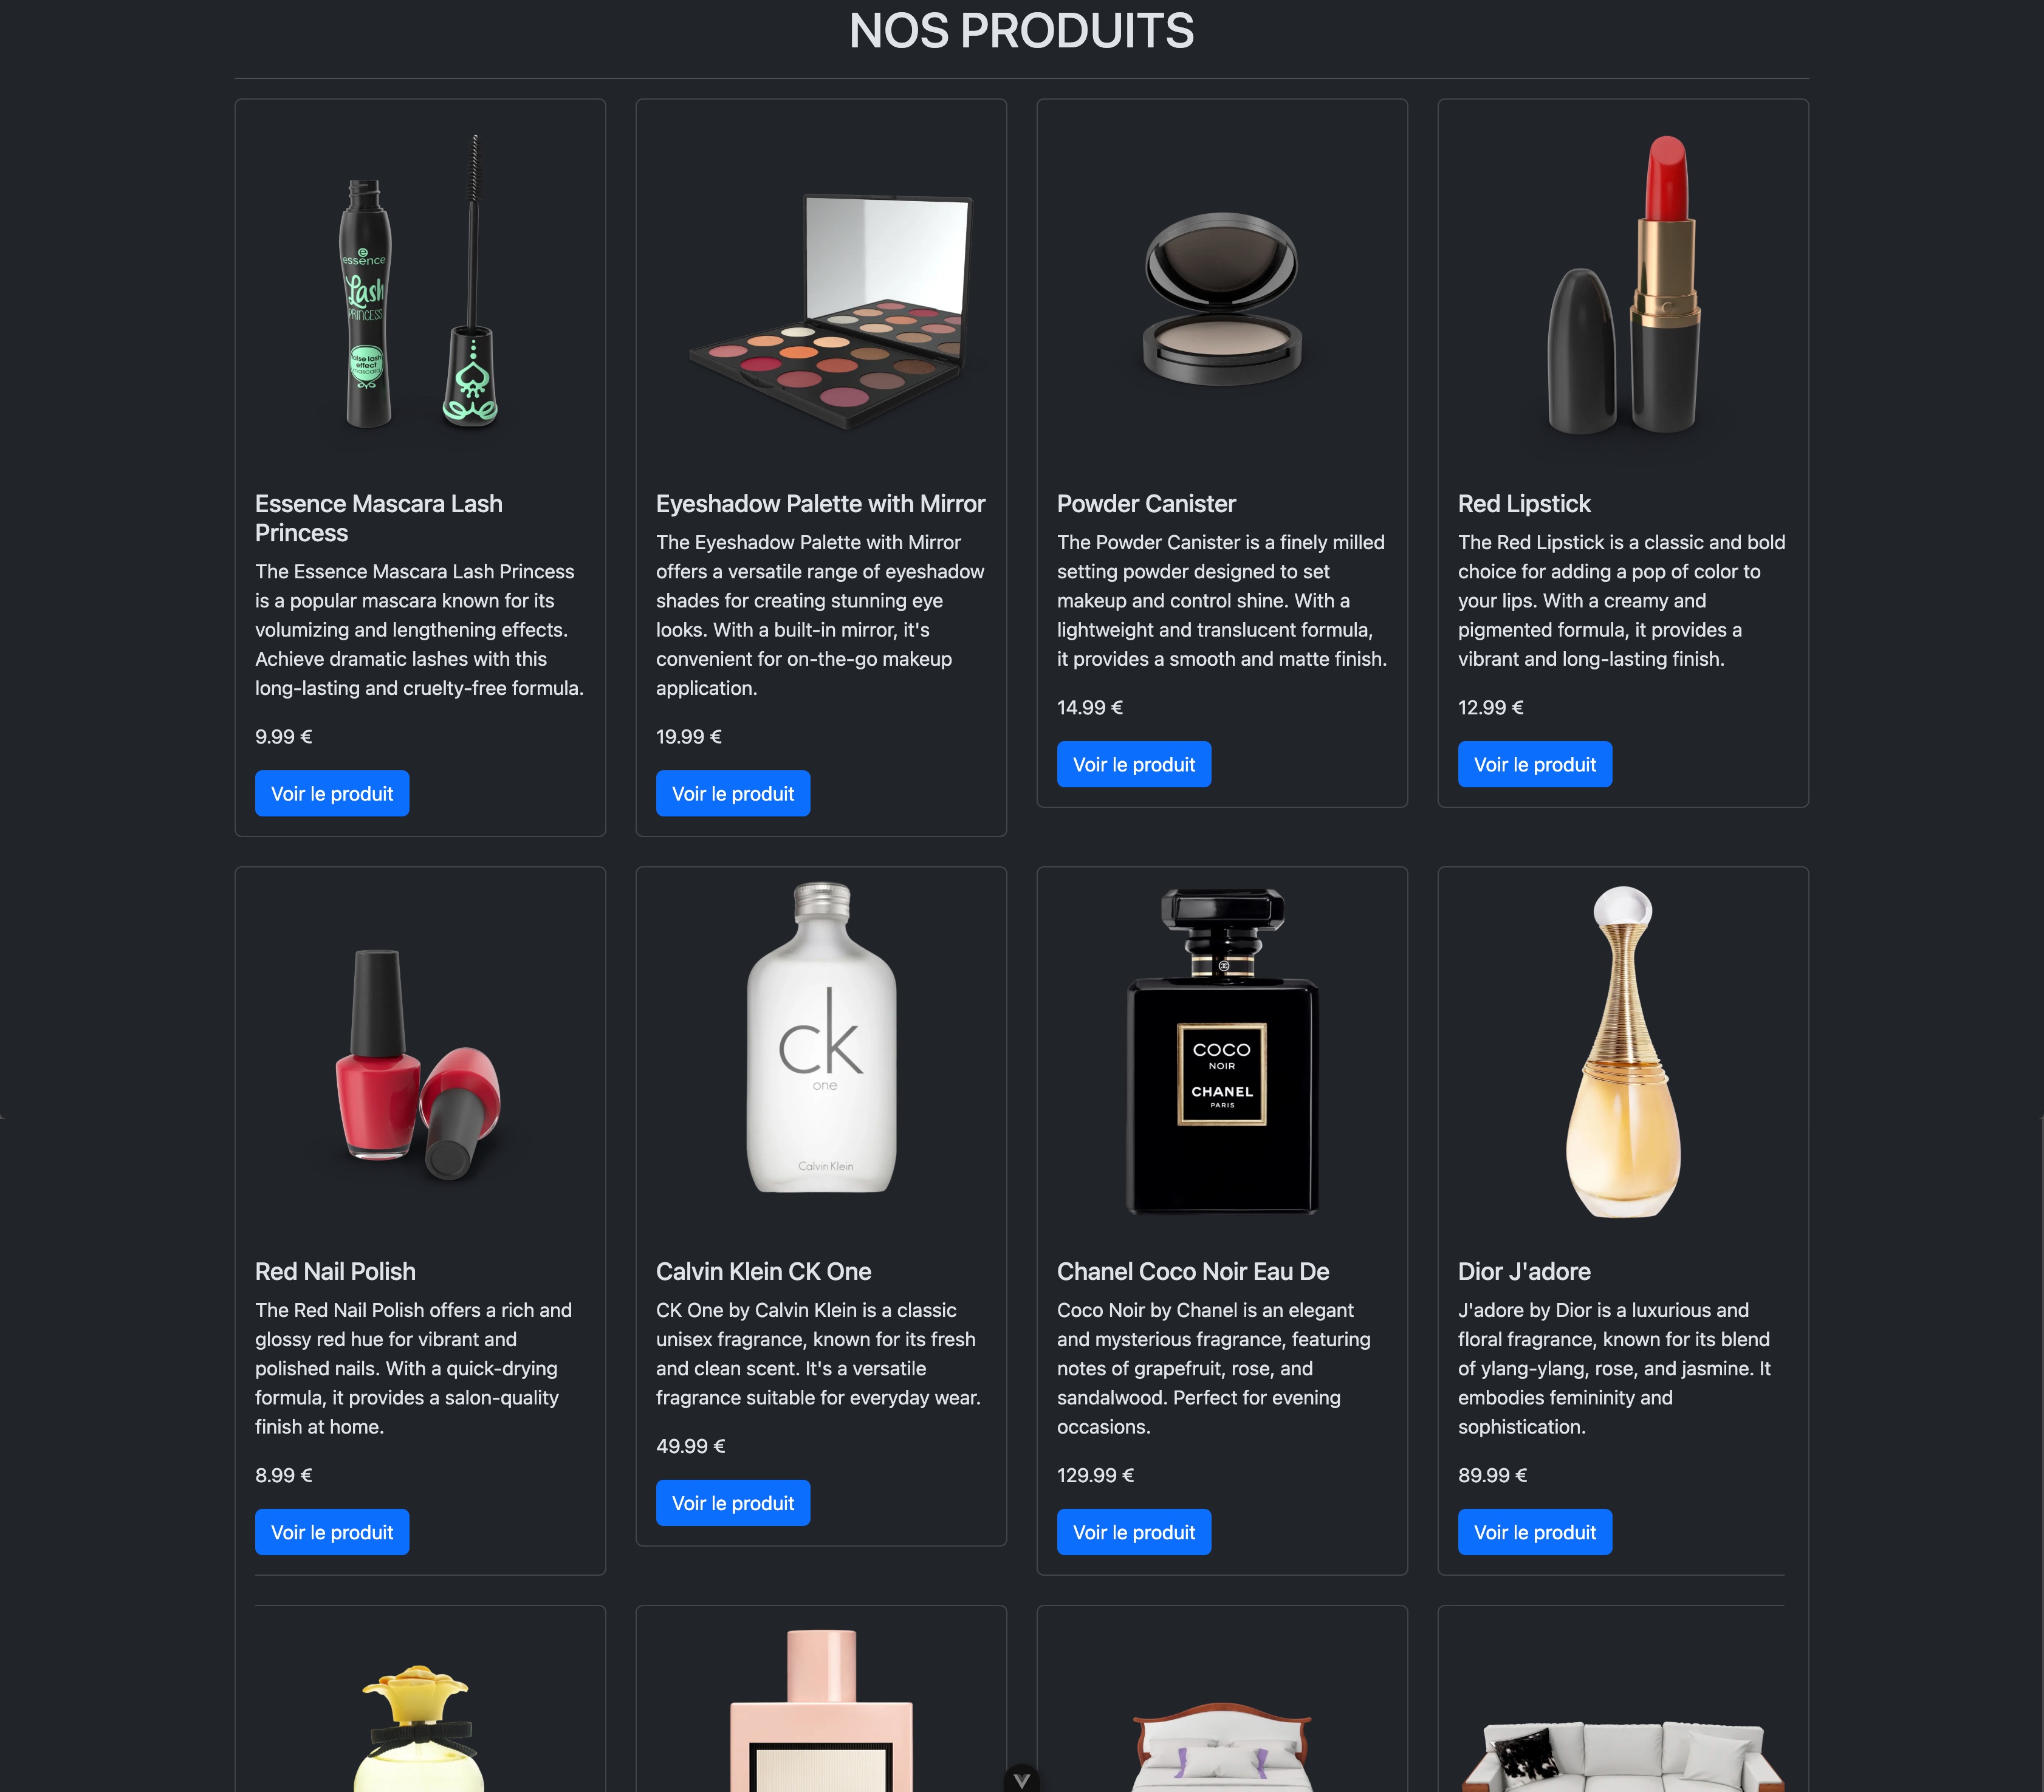 NOS PRODUITS
essence
Lash
PRINCESS
false lash
effect
mascara
Essence Mascara Lash
Princess
The Essence Mascara Lash Princess
is a popular mascara known for its
volumizing and lengthening effects.
Achieve dramatic lashes with this
long-lasting and cruelty-free formula.
9.99 €
Voir le produit
Eyeshadow Palette with Mirror
The Eyeshadow Palette with Mirror
offers a versatile range of eyeshadow
shades for creating stunning eye
looks. With a built-in mirror, it's
convenient for on-the-go makeup
application.
19.99 €
Voir le produit
Powder Canister
The Powder Canister is a finely milled
setting powder designed to set
makeup and control shine. With a
lightweight and translucent formula,
it provides a smooth and matte finish.
14.99 €
Voir le produit
Red Lipstick
The Red Lipstick is a classic and bold
choice for adding a pop of color to
your lips. With a creamy and
pigmented formula, it provides a
vibrant and long-lasting finish.
12.99 €
Voir le produit
Red Nail Polish
The Red Nail Polish offers a rich and
glossy red hue for vibrant and
polished nails. With a quick-drying
formula, it provides a salon-quality
finish at home.
8.99 €
Voir le produit
ck
one
Calvin Klein
Calvin Klein CK One
CK One by Calvin Klein is a classic
unisex fragrance, known for its fresh
and clean scent. It's a versatile
fragrance suitable for everyday wear.
49.99 €
Voir le produit
COCO
NOIR
CHANEL
PARIS
Chanel Coco Noir Eau De
Coco Noir by Chanel is an elegant
and mysterious fragrance, featuring
notes of grapefruit, rose, and
sandalwood. Perfect for evening
occasions.
129.99 €
Voir le produit
Dior J'adore
J'adore by Dior is a luxurious and
floral fragrance, known for its blend
of ylang-ylang, rose, and jasmine. It
embodies femininity and
sophistication.
89.99 €
Voir le produit